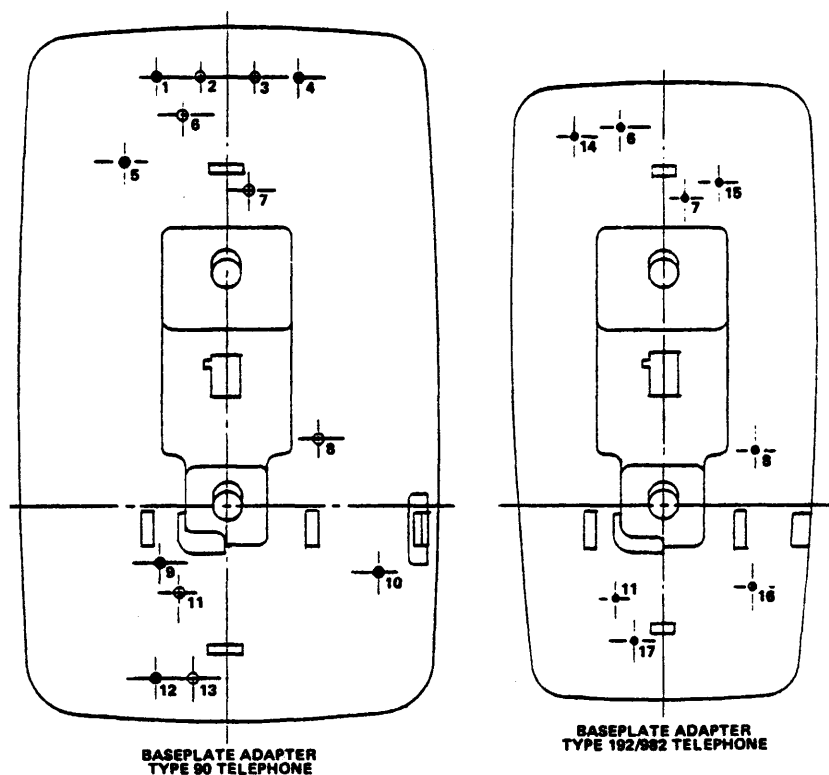 1 2 3 4
6
5
7
8
9
10
11
12 13
BASEPLATE ADAPTER
TYPE 90 TELEPHONE
14 6
15
7
8
11 16
17
BASEPLATE ADAPTER
TYPE 192/982 TELEPHONE